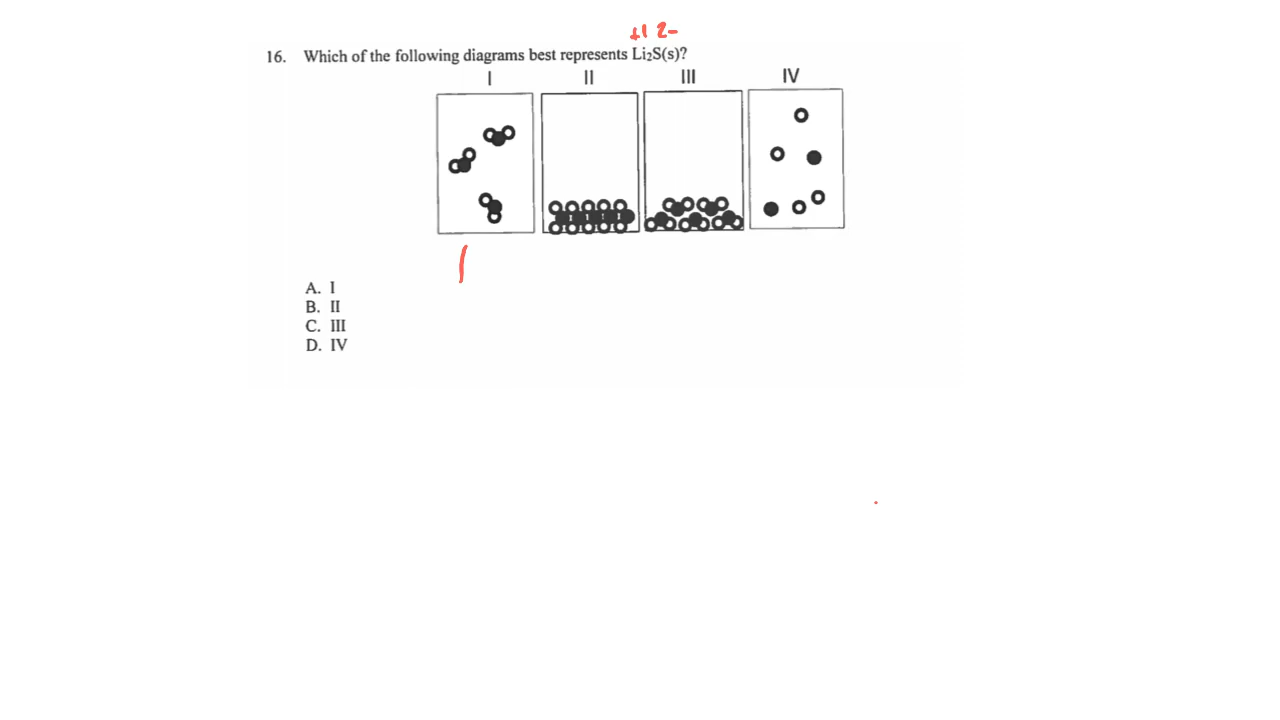 +1 2-
16. Which of the following diagrams best represents Li₂S(s)?
I II III IV
A. I
B. II
C. III
D. IV